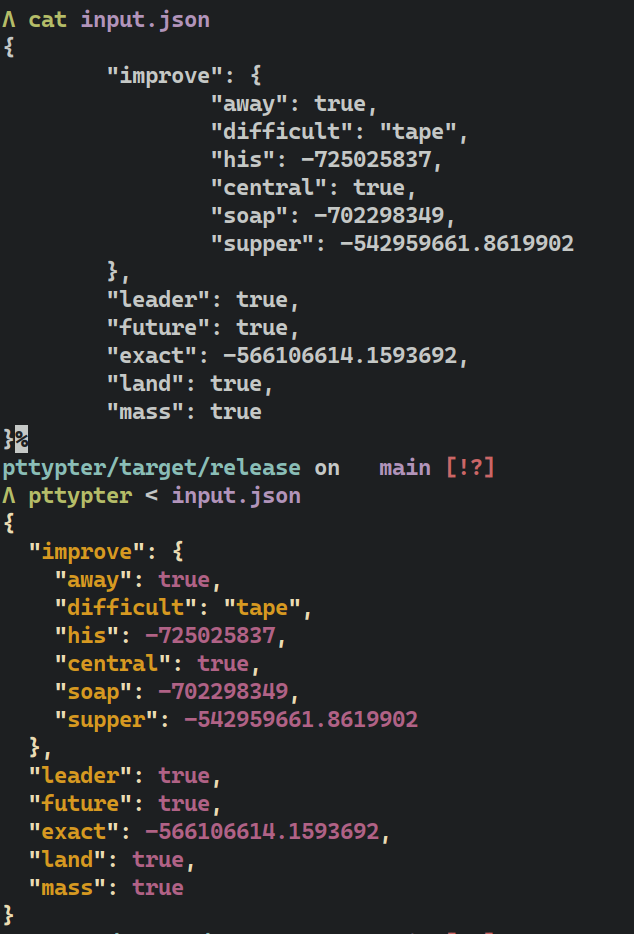 Λ cat input.json
{
        "improve": {
                "away": true,
                "difficult": "tape",
                "his": -725025837,
                "central": true,
                "soap": -702298349,
                "supper": -542959661.8619902
        },
        "leader": true,
        "future": true,
        "exact": -566106614.1593692,
        "land": true,
        "mass": true
}%
pttypter/target/release on   main [!?]
Λ pttypter < input.json
{
  "improve": {
    "away": true,
    "difficult": "tape",
    "his": -725025837,
    "central": true,
    "soap": -702298349,
    "supper": -542959661.8619902
  },
  "leader": true,
  "future": true,
  "exact": -566106614.1593692,
  "land": true,
  "mass": true
}